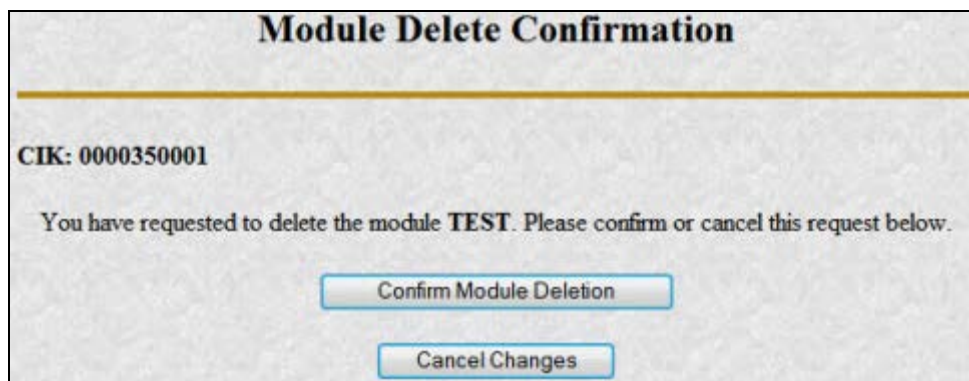 Module Delete Confirmation
CIK: 0000350001
You have requested to delete the module TEST. Please confirm or cancel this request below.
Confirm Module Deletion
Cancel Changes